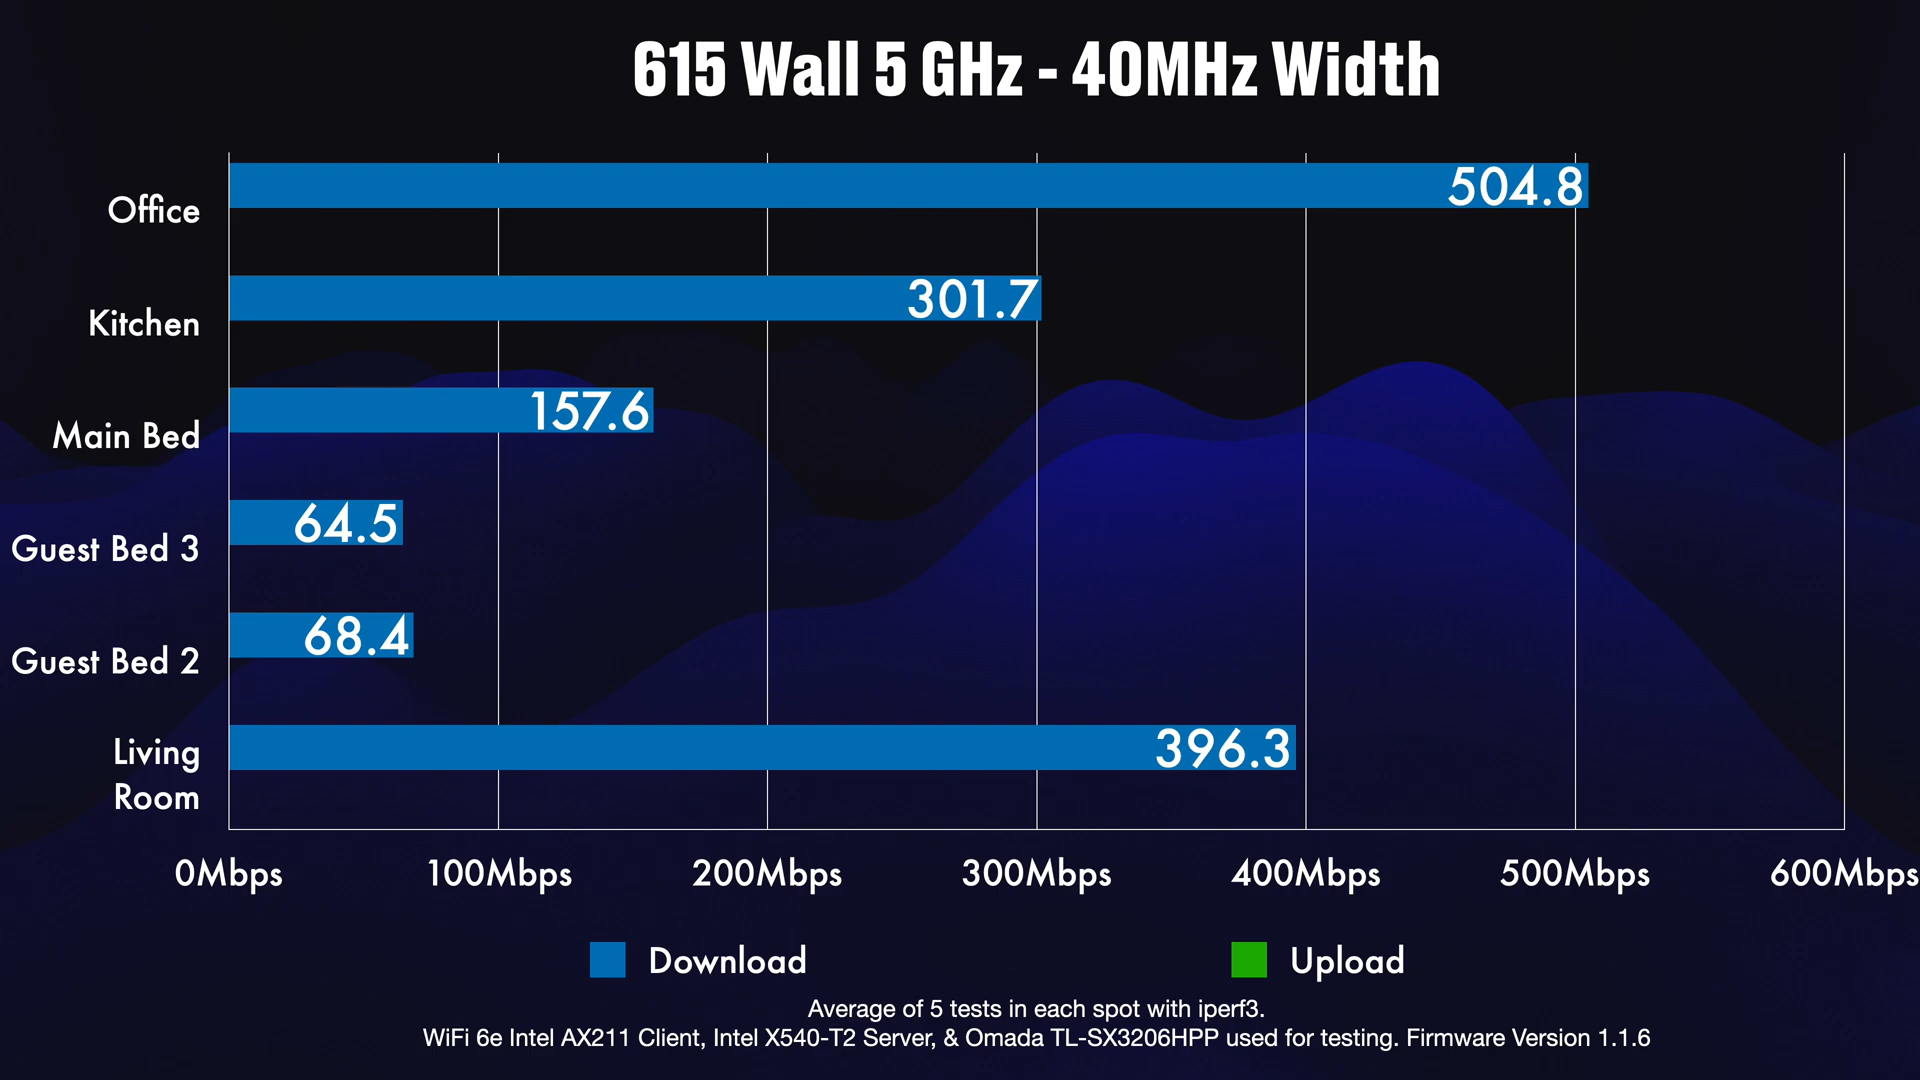 615 Wall 5 GHz - 40MHz Width
Office
504.8
Kitchen
301.7
Main Bed
157.6
Guest Bed 3
64.5
Guest Bed 2
68.4
Living
Room
396.3
0Mbps 100Mbps 200Mbps 300Mbps 400Mbps 500Mbps 600Mbps
Download Upload
Average of 5 tests in each spot with iperf3.
WiFi 6e Intel AX211 Client, Intel X540-T2 Server, & Omada TL-SX3206HPP used for testing. Firmware Version 1.1.6